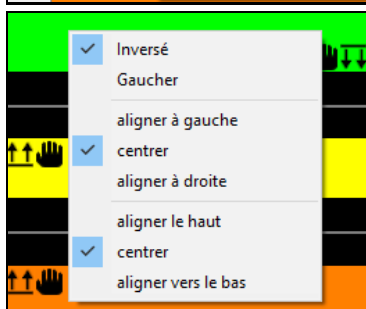 Inversé
Gaucher
aligner à gauche
centrer
aligner à droite
aligner le haut
centrer
aligner vers le bas